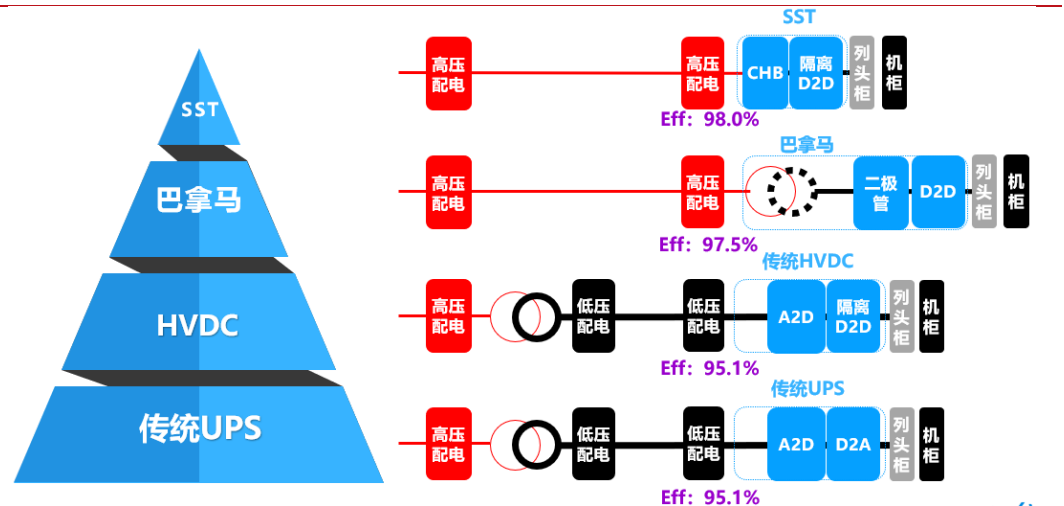 SST
巴拿马
HVDC
传统UPS
SST
高压
配电
高压
配电
CHB
隔离
D2D
列
头
柜
机
柜
Eff：98.0%
巴拿马
高压
配电
高压
配电
二极
管
D2D
列
头
柜
机
柜
Eff：97.5%
传统HVDC
高压
配电
低压
配电
低压
配电
A2D
隔离
D2D
列
头
柜
机
柜
Eff：95.1%
传统UPS
高压
配电
低压
配电
低压
配电
A2D
D2A
列
头
柜
机
柜
Eff：95.1%